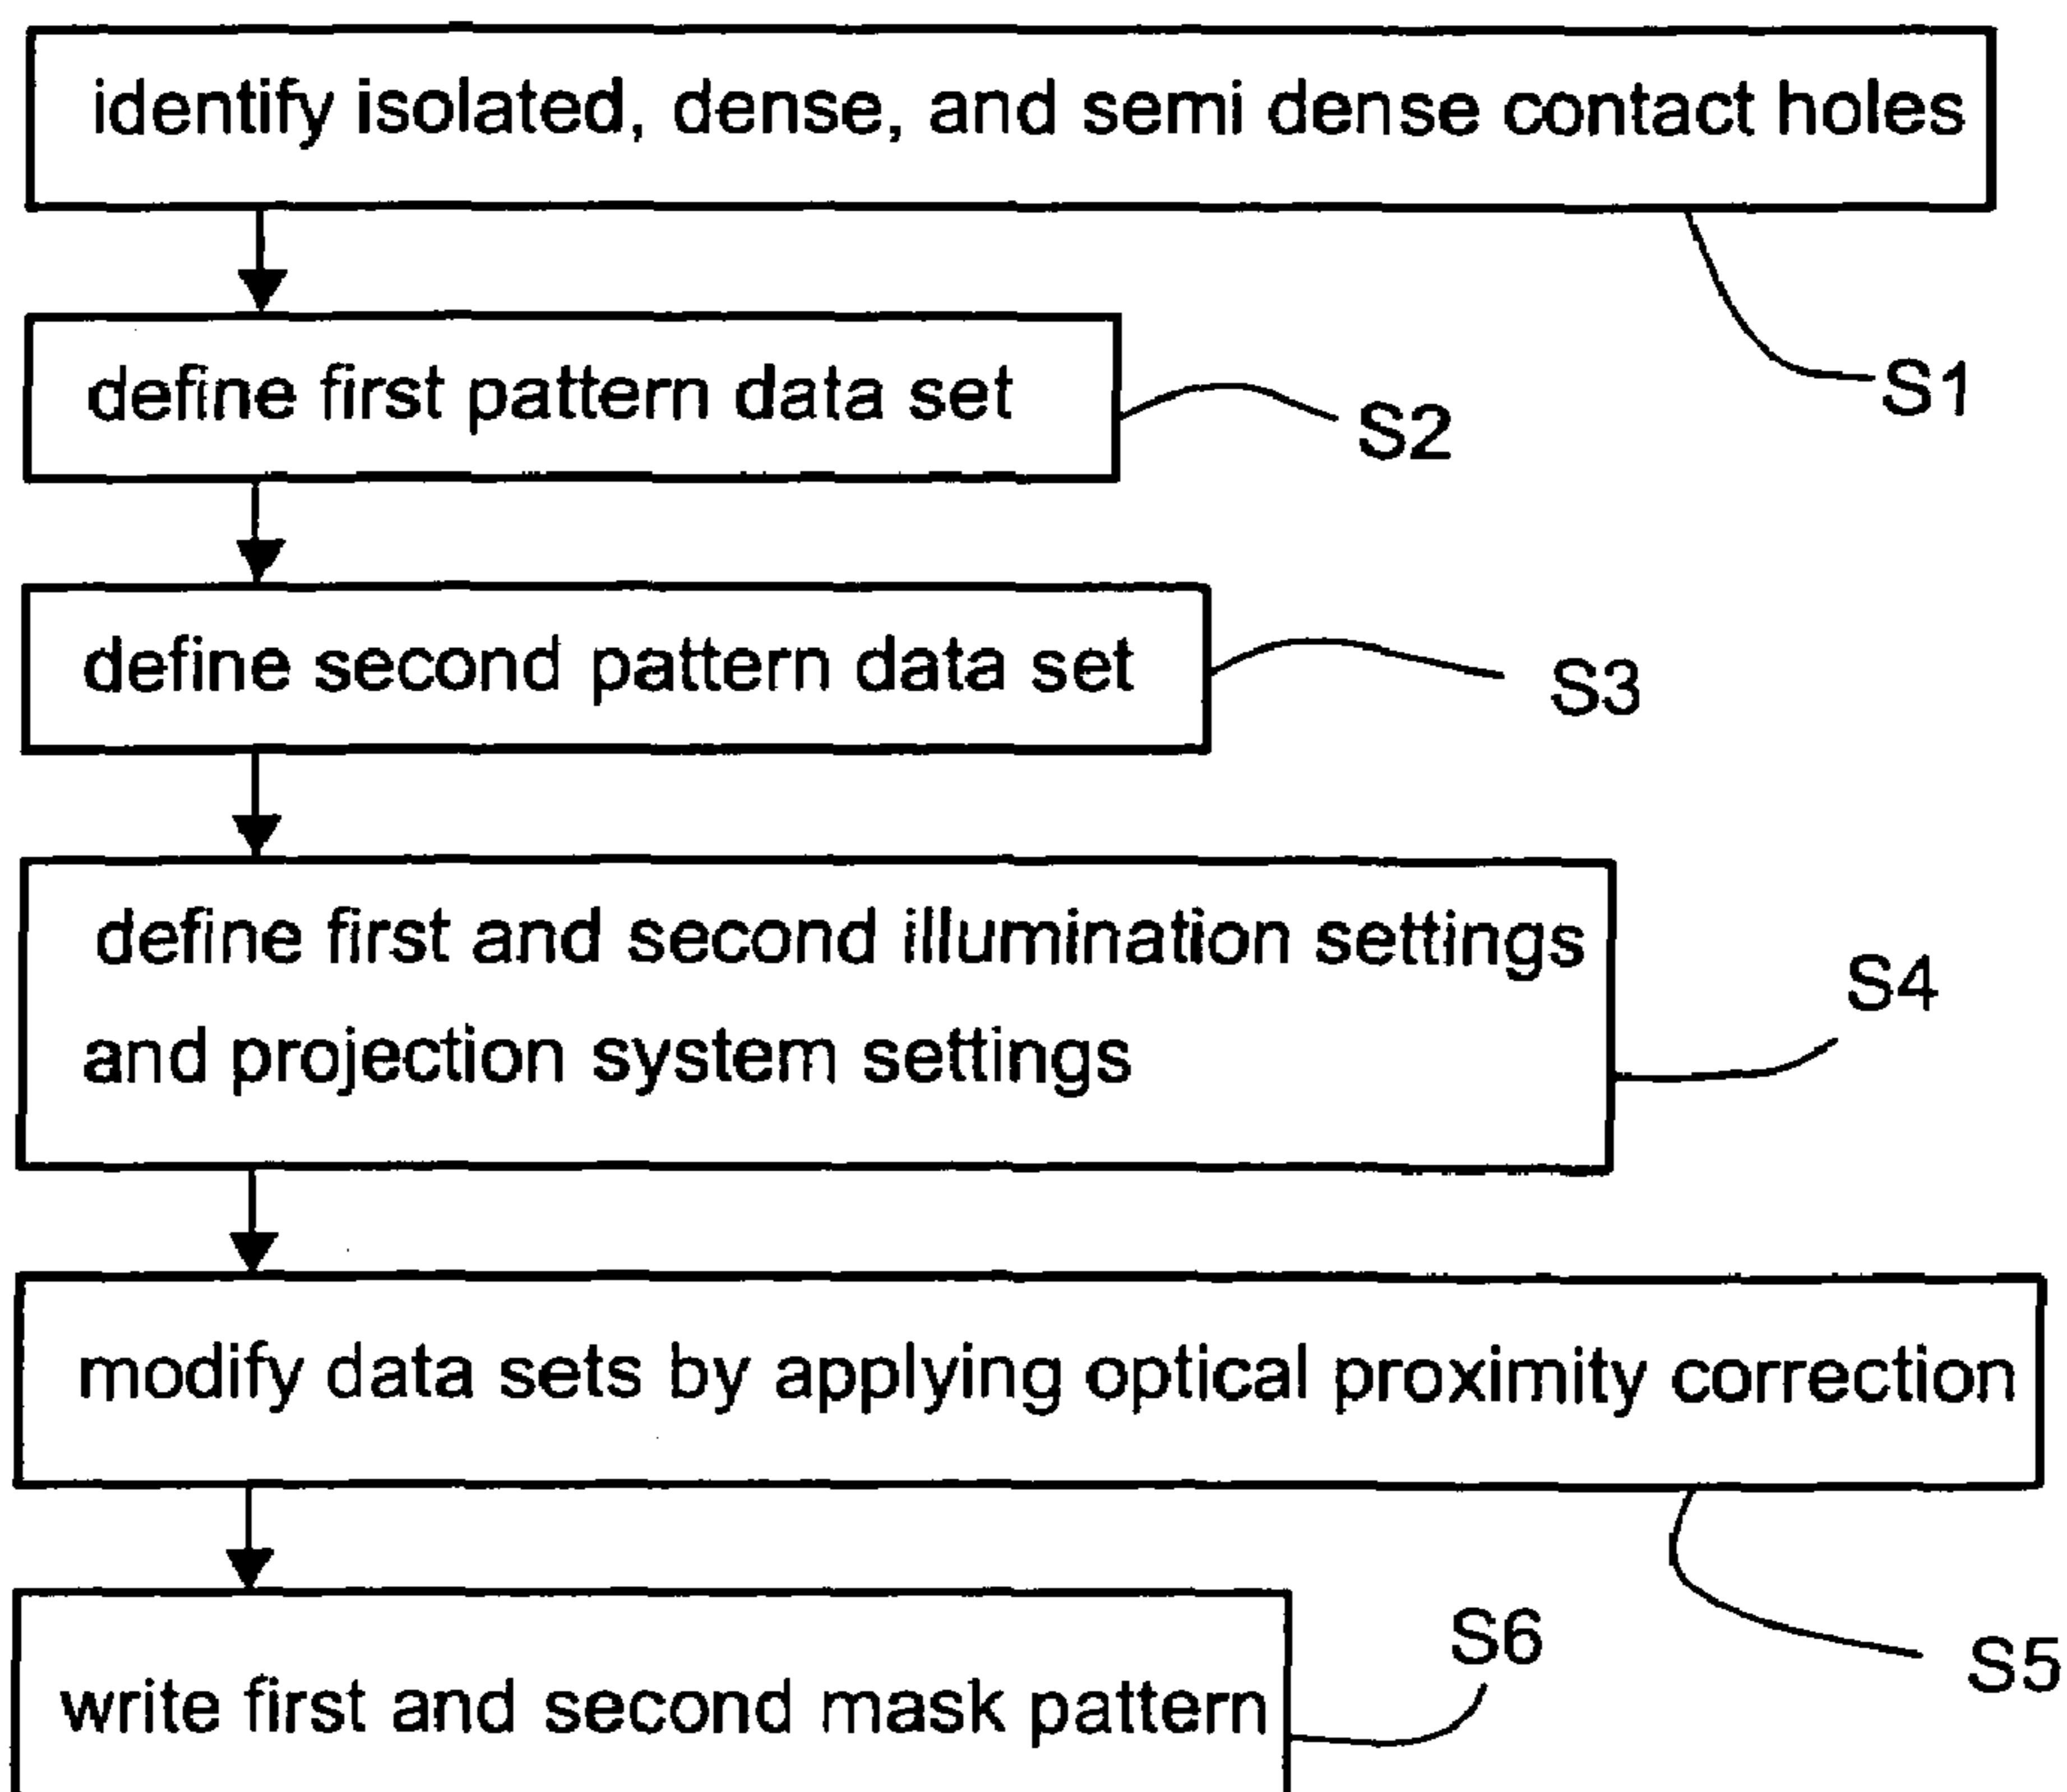 identify isolated, dense, and semi dense contact holes
S1
define first pattern data set
S2
define second pattern data set
S3
define first and second illumination settings
and projection system settings
S4
modify data sets by applying optical proximity correction
S5
write first and second mask pattern
S6